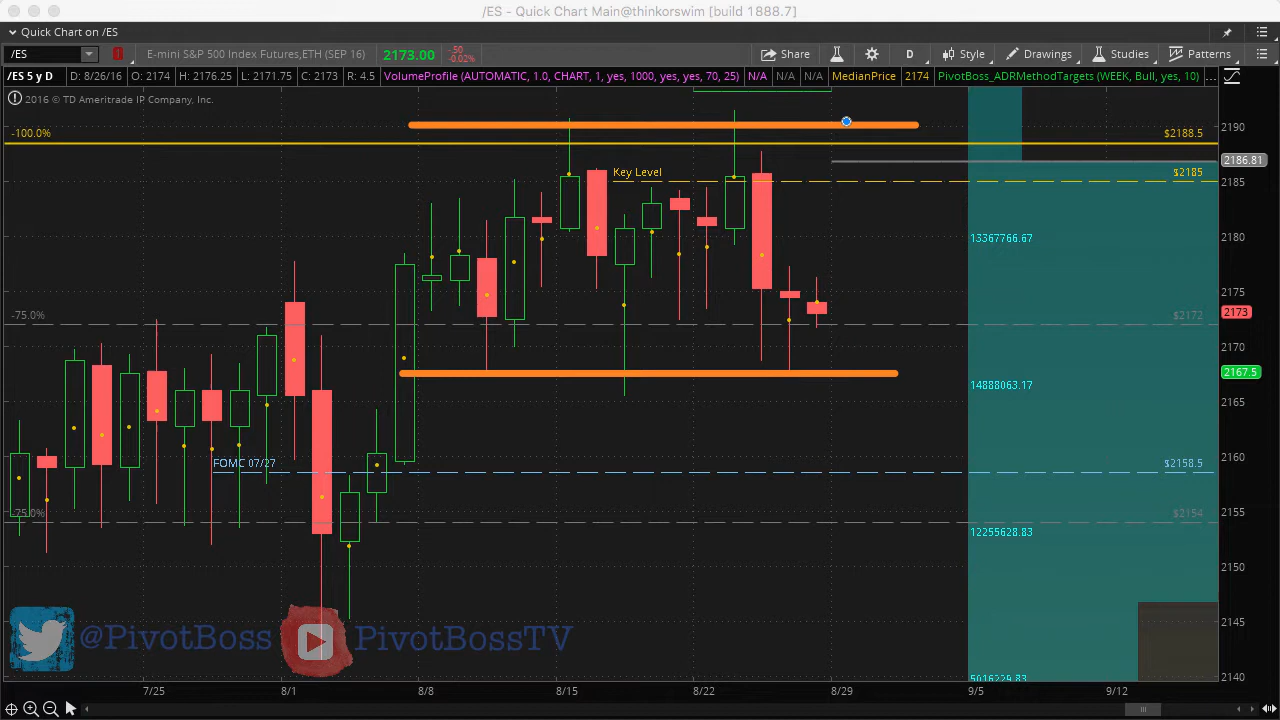 /ES - Quick Chart Main@thinkorswim [build 1888.7]
Quick Chart on /ES
/ES E-mini S&P 500 Index Futures,ETH (SEP 16) 2173.00 -.50 -0.02% Share D Style Drawings Studies Patterns
/ES 5 y D D: 8/26/16 O: 2174 H: 2176.25 L: 2171.75 C: 2173 R: 4.5 VolumeProfile (AUTOMATIC, 1.0, CHART, 1, yes, 1000, yes, yes, 70, 25) N/A N/A N/A MedianPrice 2174 PivotBoss_ADRMethodTargets (WEEK, Bull, yes, 10) ...
2016 © TD Ameritrade IP Company, Inc.
2190
-100.0% $2188.5
2186.81
Key Level $2185 2185
13367766.67 2180
2175
-75.0% $2172 2173
2170
2167.5
14888063.17
2165
FOMC 07/27 $2158.5 2160
-75.0% $2154 2155
12255628.83
2150
2145
@PivotBoss PivotBossTV
5016229.83 2140
7/25 8/1 8/8 8/15 8/22 8/29 9/5 9/12